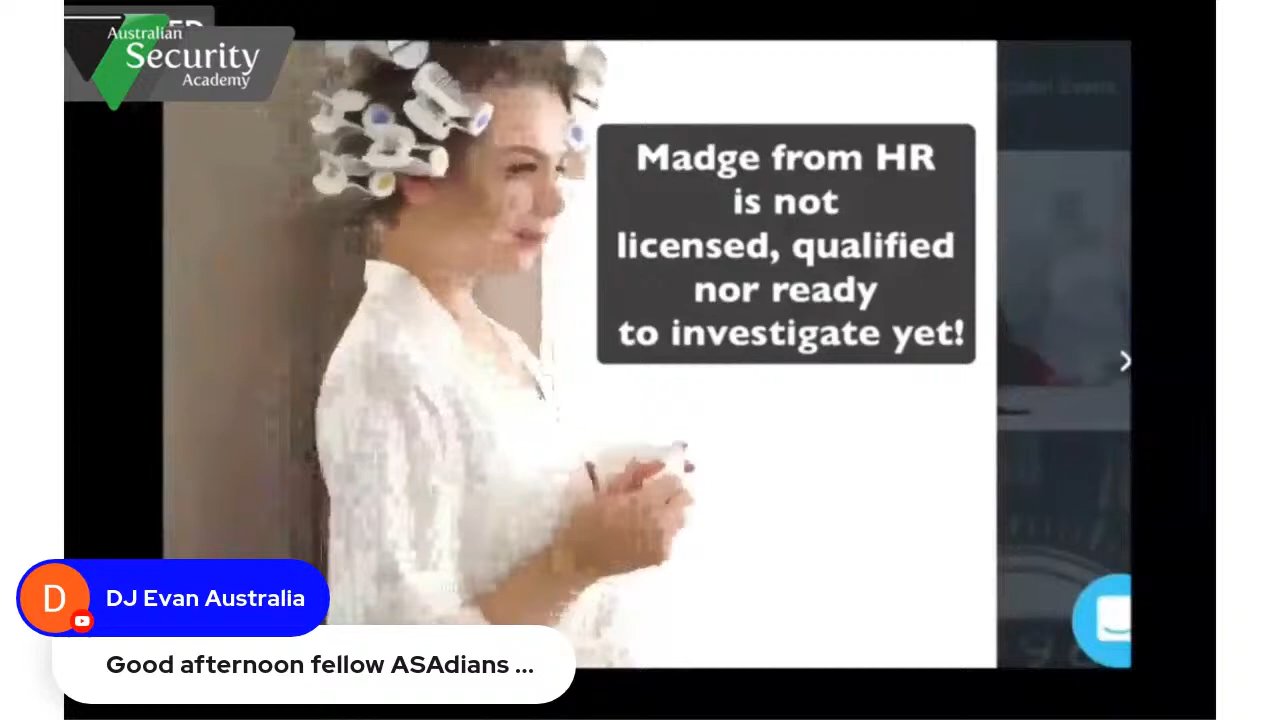 Australian
Security
Academy
Madge from HR
is not
licensed, qualified
nor ready
to investigate yet!
D
DJ Evan Australia
Good afternoon fellow ASAdians ...